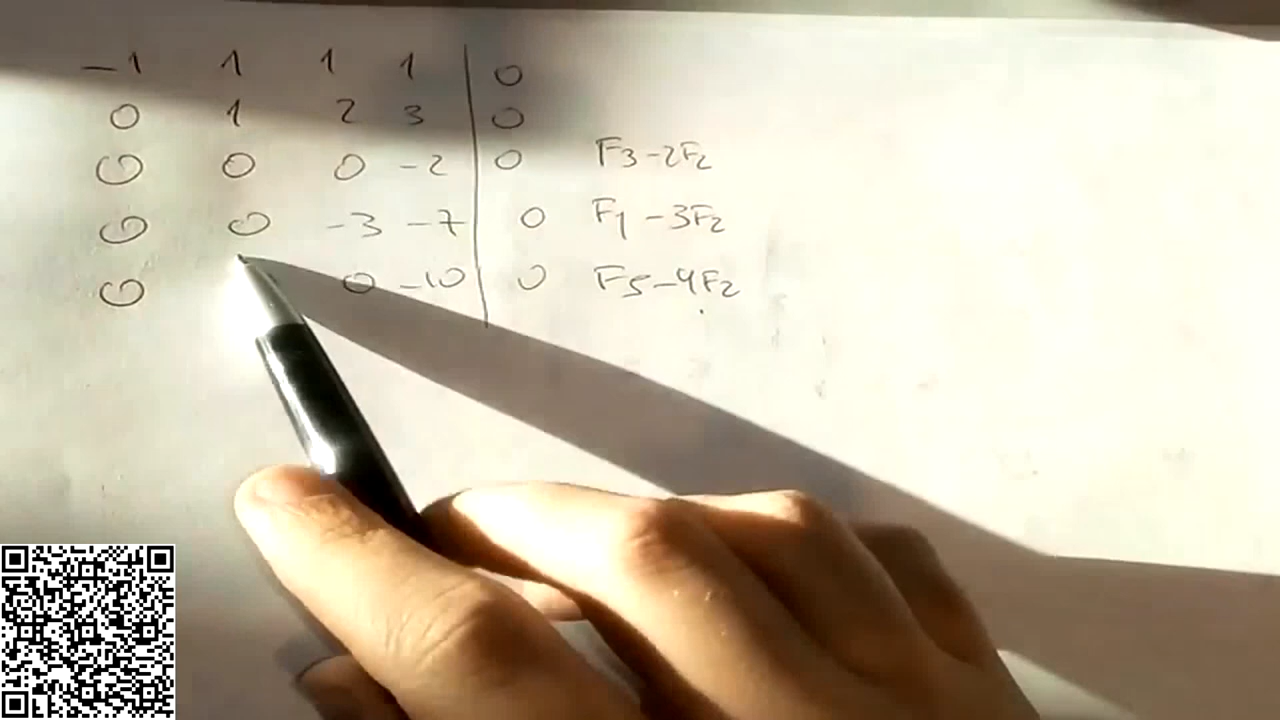 -1 1 1 1 | 0
0 1 2 3 | 0
0 0 0 -2 | 0 F3-2F2
0 0 -3 -7 | 0 F4-3F2
0 0 -10 | 0 F5-4F2